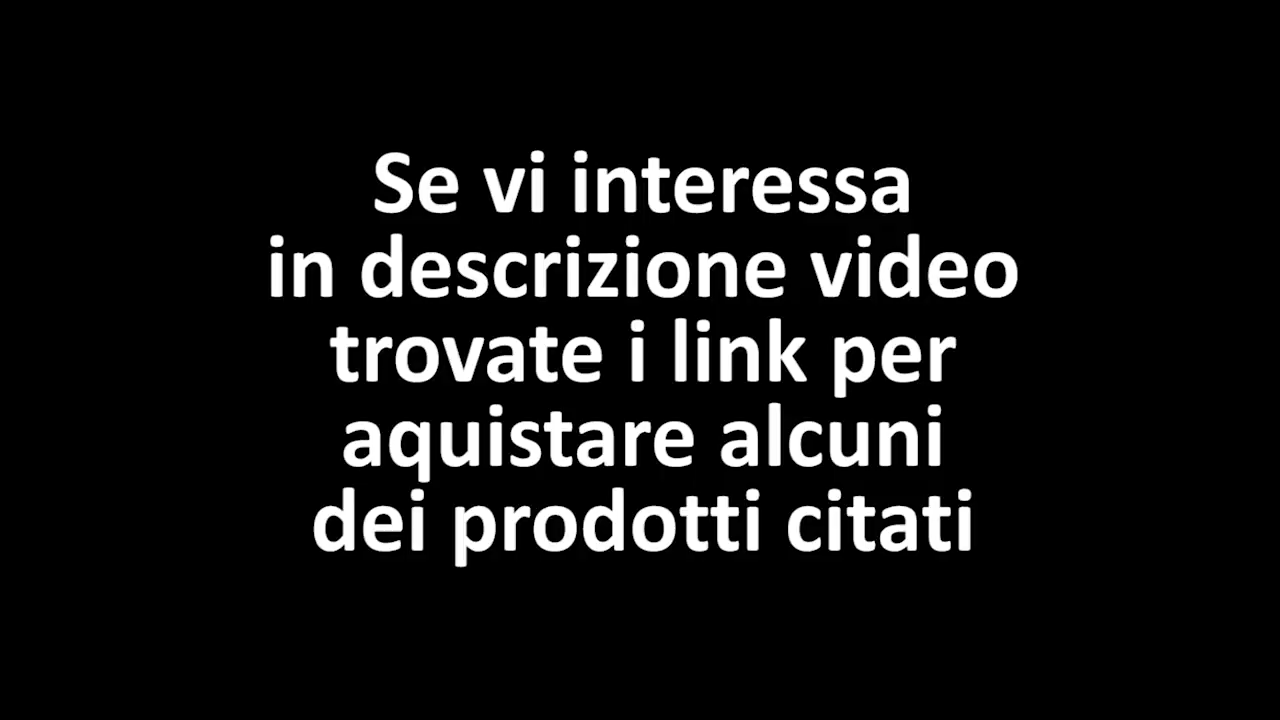 Se vi interessa
in descrizione video
trovate i link per
aquistare alcuni
dei prodotti citati